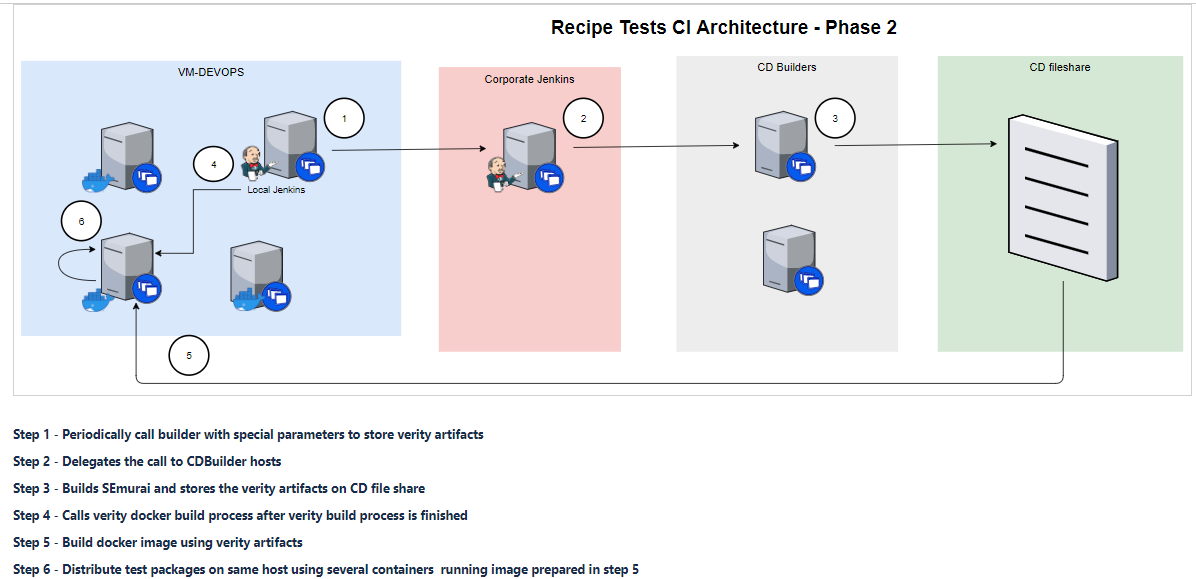 Recipe Tests CI Architecture - Phase 2
VM-DEVOPS
Corporate Jenkins
CD Builders
CD fileshare
1
2
3
4
Local Jenkins
6
5
Step 1 - Periodically call builder with special parameters to store verity artifacts
Step 2 - Delegates the call to CDBuilder hosts
Step 3 - Builds SEmurai and stores the verity artifacts on CD file share
Step 4 - Calls verity docker build process after verity build process is finished
Step 5 - Build docker image using verity artifacts
Step 6 - Distribute test packages on same host using several containers running image prepared in step 5